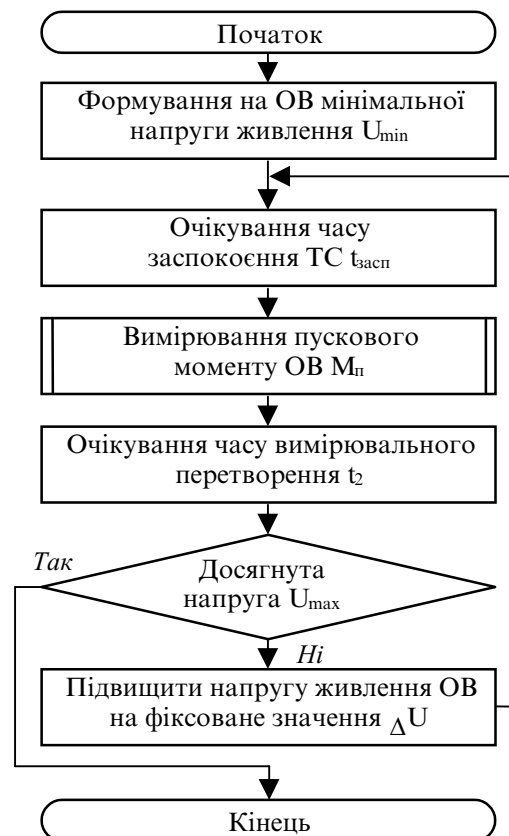 Початок
Формування на ОВ мінімальної
напруги живлення Umin
Очікування часу
заспокоєння ТС tзасп
Вимірювання пускового
моменту ОВ Мп
Очікування часу вимірювального
перетворення t2
Так
Досягнута
напруга Umax
Ні
Підвищити напругу живлення ОВ
на фіксоване значення ΔU
Кінець